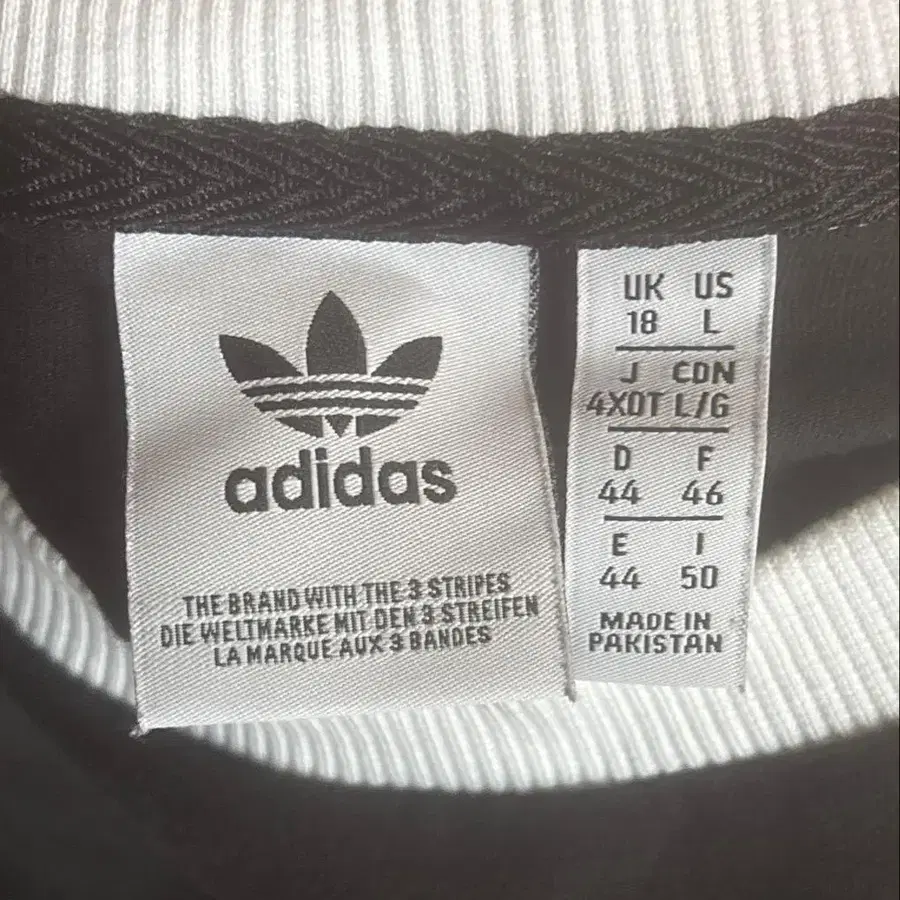 adidas
THE BRAND WITH THE 3 STRIPES
DIE WELTMARKE MIT DEN 3 STREIFEN
LA MARQUE AUX 3 BANDES
UK US
18 L
J CDN
4XOT L/G
D F
44 46
E I
44 50
MADE IN
PAKISTAN